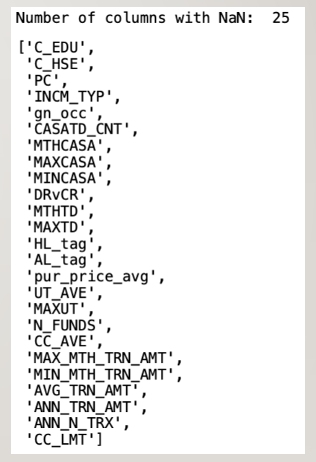 Number of columns with NaN:  25
['C_EDU',
 'C_HSE',
 'PC',
 'INCM_TYP',
 'gn_occ',
 'CASATD_CNT',
 'MTHCASA',
 'MAXCASA',
 'MINCASA',
 'DRvCR',
 'MTHTD',
 'MAXTD',
 'HL_tag',
 'AL_tag',
 'pur_price_avg',
 'UT_AVE',
 'MAXUT',
 'N_FUNDS',
 'CC_AVE',
 'MAX_MTH_TRN_AMT',
 'MIN_MTH_TRN_AMT',
 'AVG_TRN_AMT',
 'ANN_TRN_AMT',
 'ANN_N_TRX',
 'CC_LMT']